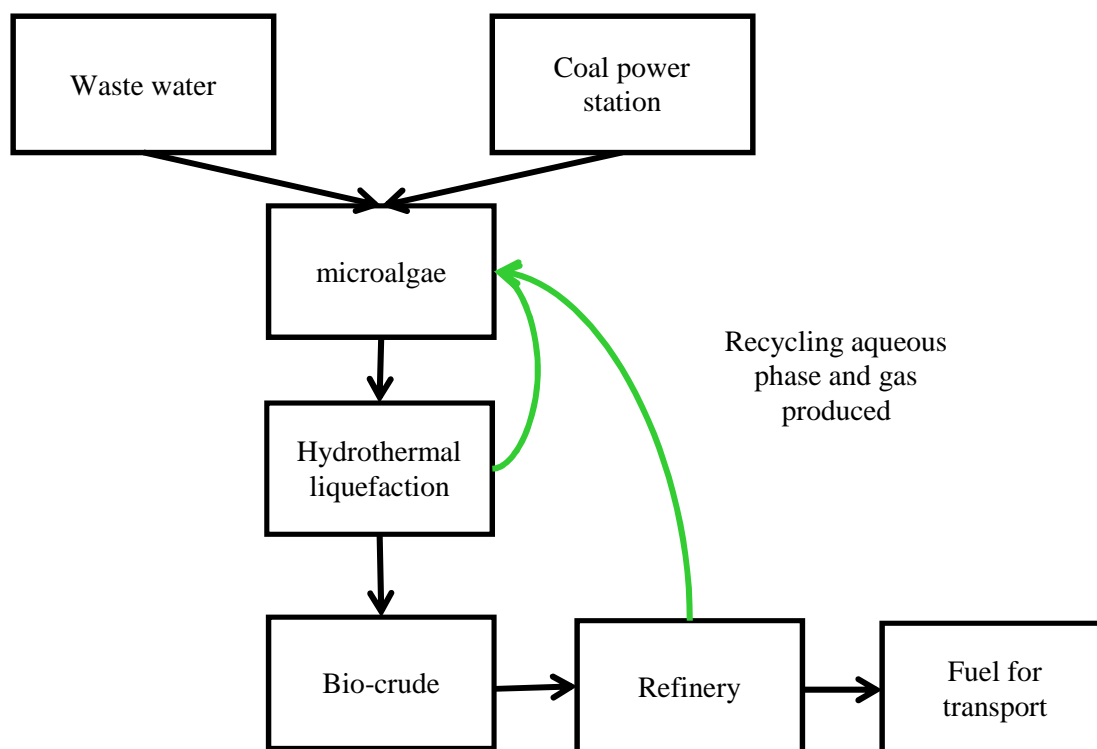 Waste water
Coal power
station
microalgae
Recycling aqueous
phase and gas
produced
Hydrothermal
liquefaction
Bio-crude
Refinery
Fuel for
transport